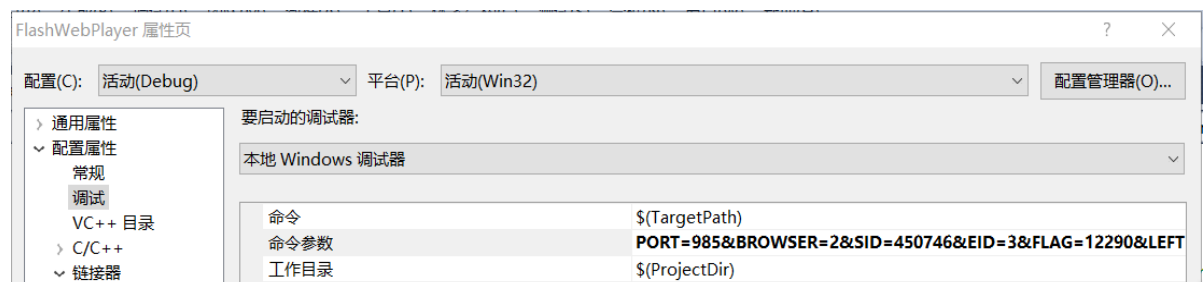 FlashWebPlayer 属性页
配置(C): 活动(Debug) 平台(P): 活动(Win32) 配置管理器(O)...
通用属性
配置属性
常规
调试
VC++ 目录
C/C++
链接器
要启动的调试器:
本地 Windows 调试器
命令 $(TargetPath)
命令参数 PORT=985&BROWSER=2&SID=450746&EID=3&FLAG=12290&LEFT
工作目录 $(ProjectDir)